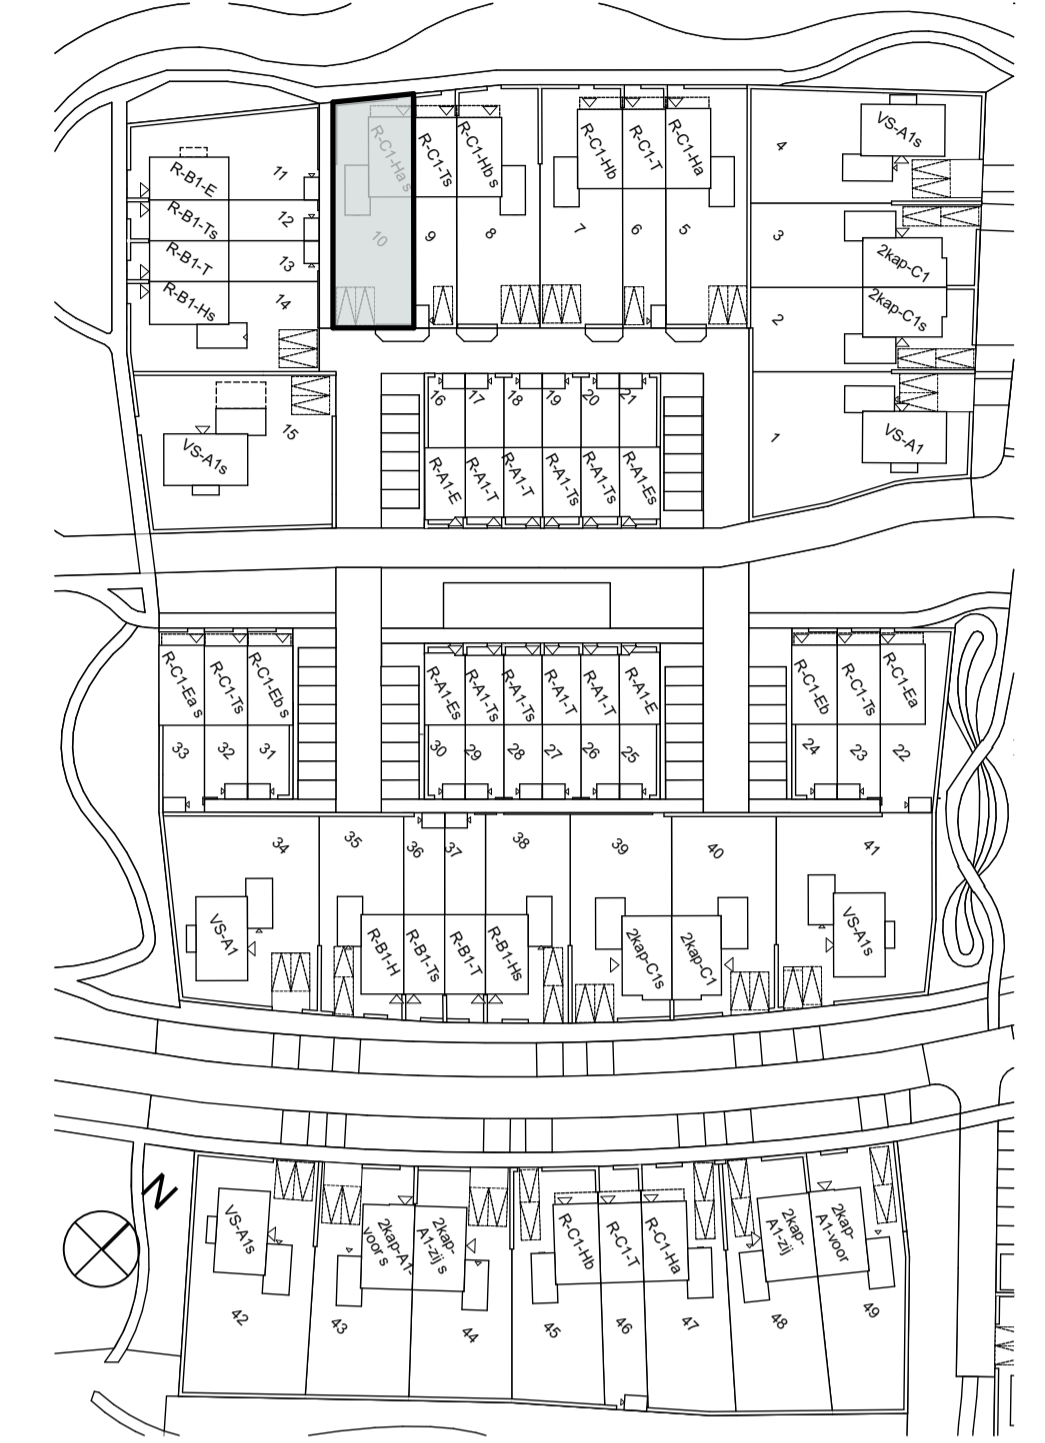 R-C1-Ha s
R-C1-Ts
R-C1-Hb s
10
9
8
R-C1-Hb
R-C1-T
R-C1-Ha
7
6
5
VS-A1s
4
3
2kap-C1
2kap-C1s
2
VS-A1
1
R-B1-E
11
R-B1-Ts
12
R-B1-T
13
R-B1-Hs
14
VS-A1s
15
16
17
18
19
20
21
R-A1-E
R-A1-T
R-A1-T
R-A1-Ts
R-A1-Ts
R-A1-Es
R-C1-Ea s
R-C1-Ts
R-C1-Eb s
33
32
31
R-A1-Es
R-A1-Ts
R-A1-Ts
R-A1-T
R-A1-T
R-A1-E
30
29
28
27
26
25
R-C1-Eb
R-C1-Ts
R-C1-Ea
24
23
22
34
35
36
37
38
39
40
41
VS-A1
R-B1-H
R-B1-Ts
R-B1-T
R-B1-Hs
2kap-C1s
2kap-C1
VS-A1s
N
VS-A1s
2kap-A1-
voor s
2kap-
A1-zij s
R-C1-Hb
R-C1-T
R-C1-Ha
2kap-
A1-zij
2kap-
A1-voor
42
43
44
45
46
47
48
49